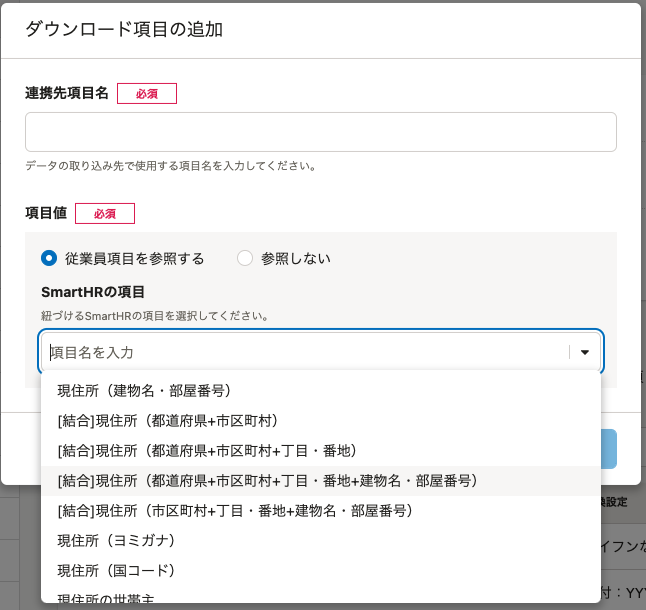 ダウンロード項目の追加
連携先項目名 必須
データの取り込み先で使用する項目名を入力してください。
項目値 必須
従業員項目を参照する 参照しない
SmartHRの項目
紐づけるSmartHRの項目を選択してください。
項目名を入力
現住所（建物名・部屋番号）
[結合]現住所（都道府県+市区町村）
[結合]現住所（都道府県+市区町村+丁目・番地）
[結合]現住所（都道府県+市区町村+丁目・番地+建物名・部屋番号）
[結合]現住所（市区町村+丁目・番地+建物名・部屋番号）
換設定
現住所（ヨミガナ）
イフンな
現住所（国コード）
付：YYY
現住所の世帯主